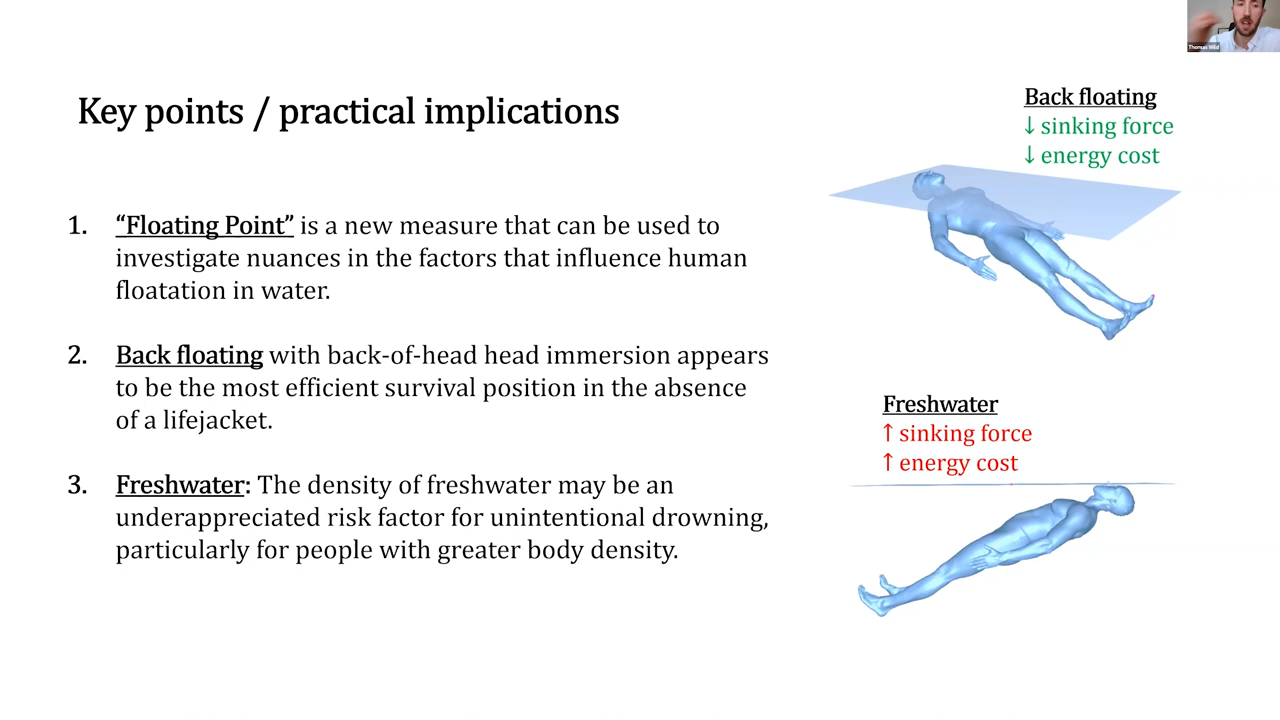 Thomas Wild
Key points / practical implications
1. “Floating Point” is a new measure that can be used to
investigate nuances in the factors that influence human
floatation in water.
2. Back floating with back-of-head head immersion appears
to be the most efficient survival position in the absence
of a lifejacket.
3. Freshwater: The density of freshwater may be an
underappreciated risk factor for unintentional drowning,
particularly for people with greater body density.
Back floating
↓ sinking force
↓ energy cost
Freshwater
↑ sinking force
↑ energy cost